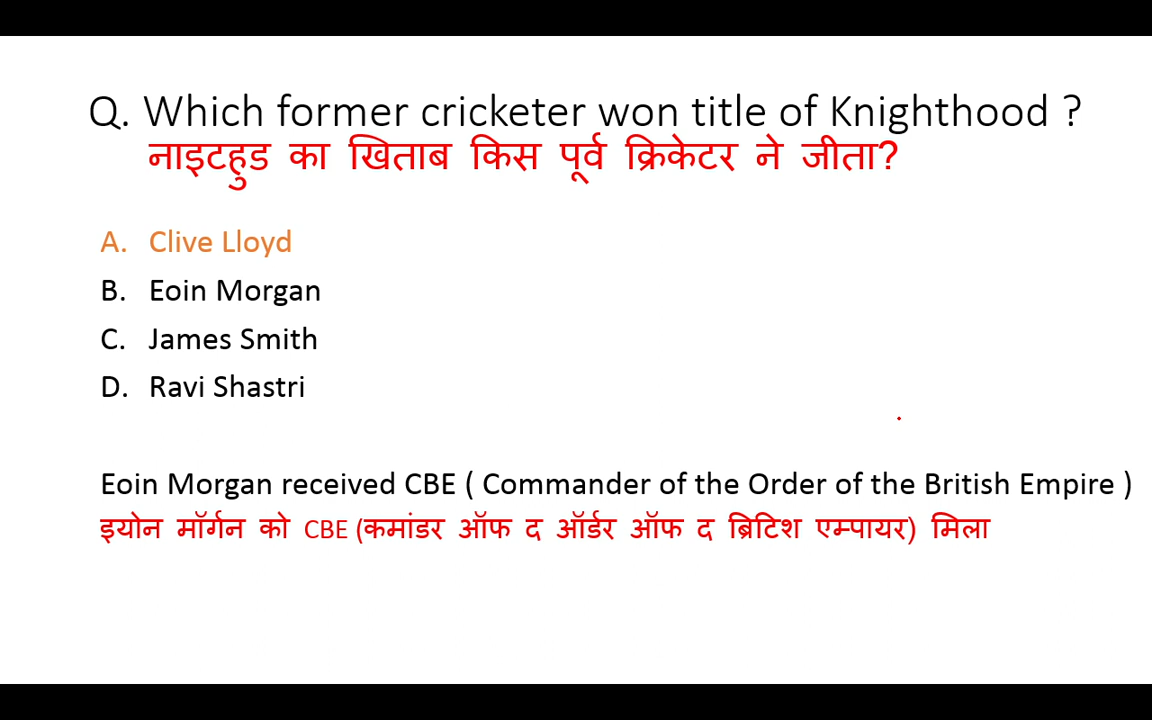 Q. Which former cricketer won title of Knighthood ?
नाइटहुड का खिताब किस पूर्व क्रिकेटर ने जीता?
A. Clive Lloyd
B. Eoin Morgan
C. James Smith
D. Ravi Shastri
Eoin Morgan received CBE ( Commander of the Order of the British Empire )
इयोन मॉर्गन को CBE (कमांडर ऑफ द ऑर्डर ऑफ द ब्रिटिश एम्पायर) मिला